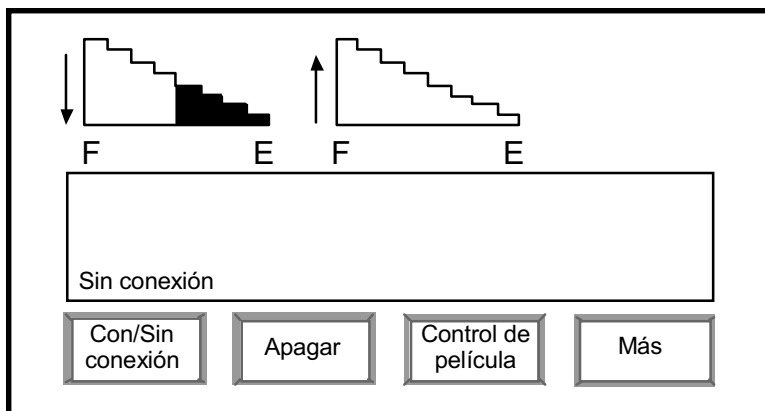 F E F E
Sin conexión
Con/Sin
conexión
Apagar
Control de
película
Más